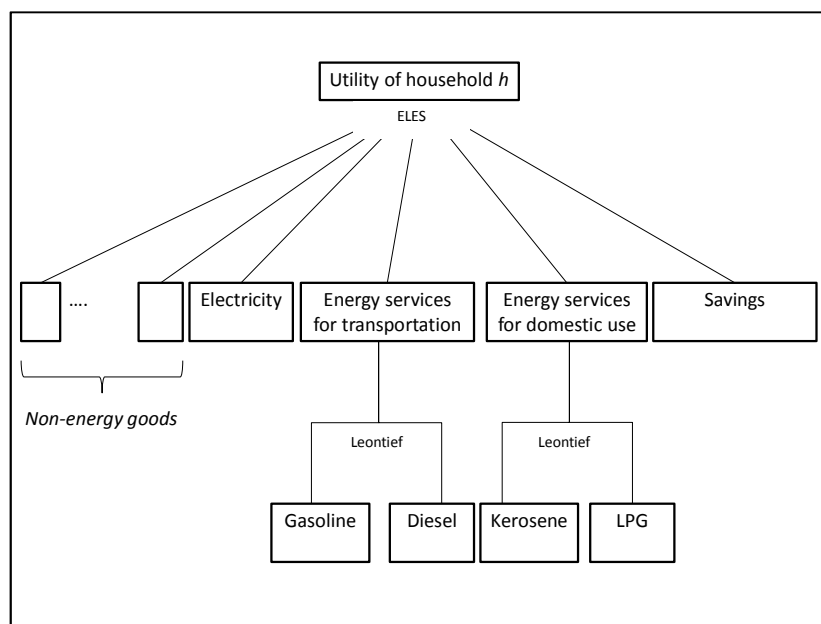 Utility of household h
ELES
....
Electricity
Energy services
for transportation
Energy services
for domestic use
Savings
Non-energy goods
Leontief
Leontief
Gasoline
Diesel
Kerosene
LPG